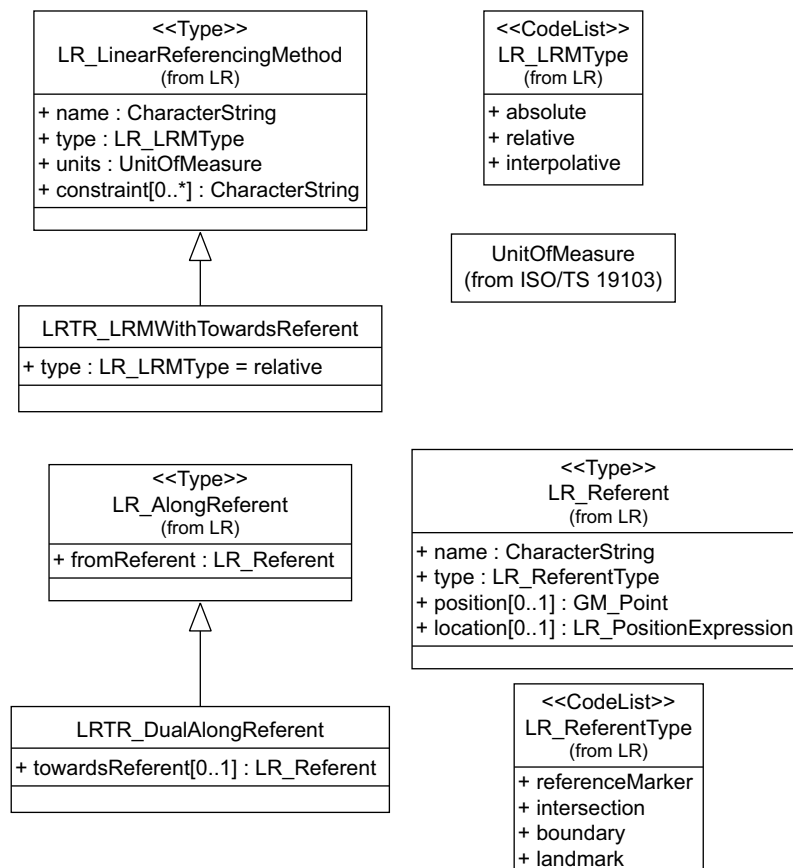 <<Type>>
LR_LinearReferencingMethod
(from LR)
+ name : CharacterString
+ type : LR_LRMType
+ units : UnitOfMeasure
+ constraint[0..*] : CharacterString
<<CodeList>>
LR_LRMType
(from LR)
+ absolute
+ relative
+ interpolative
UnitOfMeasure
(from ISO/TS 19103)
LRTR_LRMWithTowardsReferent
+ type : LR_LRMType = relative
<<Type>>
LR_AlongReferent
(from LR)
+ fromReferent : LR_Referent
<<Type>>
LR_Referent
(from LR)
+ name : CharacterString
+ type : LR_ReferentType
+ position[0..1] : GM_Point
+ location[0..1] : LR_PositionExpression
LRTR_DualAlongReferent
+ towardsReferent[0..1] : LR_Referent
<<CodeList>>
LR_ReferentType
(from LR)
+ referenceMarker
+ intersection
+ boundary
+ landmark